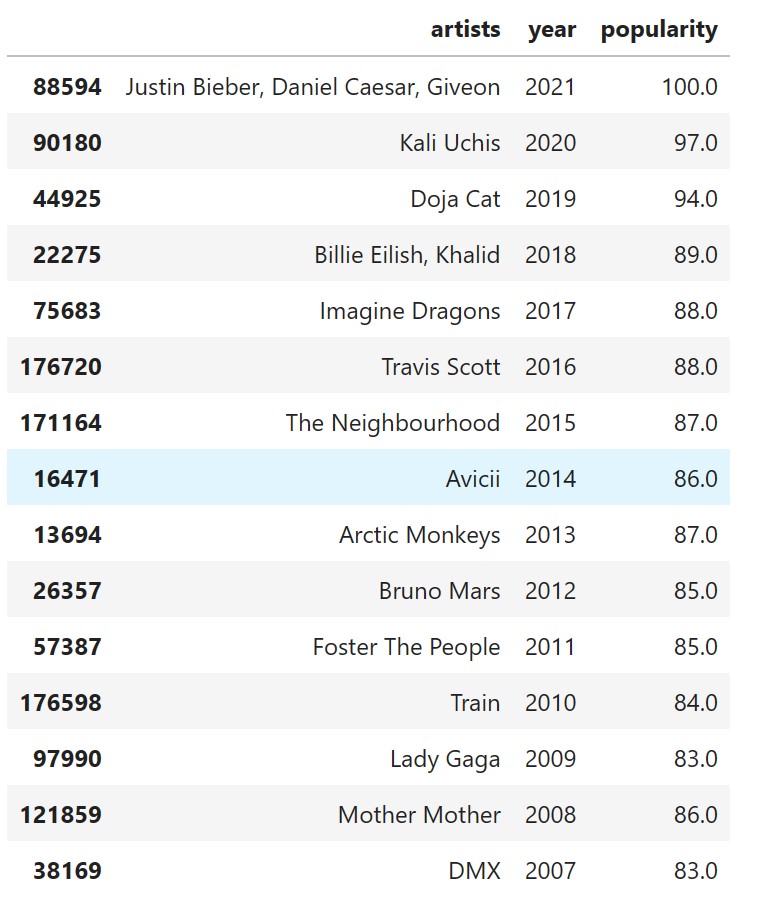 artists year popularity
88594 Justin Bieber, Daniel Caesar, Giveon 2021 100.0
90180 Kali Uchis 2020 97.0
44925 Doja Cat 2019 94.0
22275 Billie Eilish, Khalid 2018 89.0
75683 Imagine Dragons 2017 88.0
176720 Travis Scott 2016 88.0
171164 The Neighbourhood 2015 87.0
16471 Avicii 2014 86.0
13694 Arctic Monkeys 2013 87.0
26357 Bruno Mars 2012 85.0
57387 Foster The People 2011 85.0
176598 Train 2010 84.0
97990 Lady Gaga 2009 83.0
121859 Mother Mother 2008 86.0
38169 DMX 2007 83.0